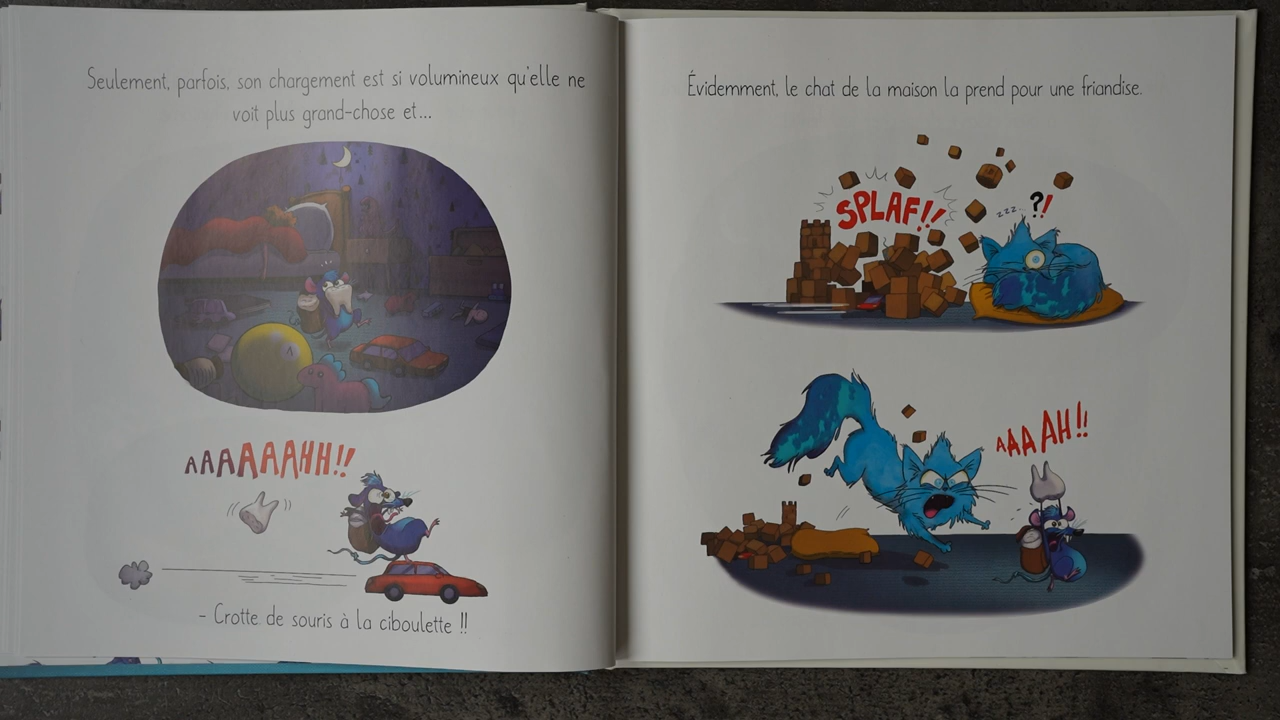 Seulement, parfois, son chargement est si volumineux qu'elle ne
voit plus grand-chose et...
AAAAAAAHH!!
- Crotte de souris à la ciboulette !!
Évidemment, le chat de la maison la prend pour une friandise.
SPLAF!!
zzz...
?!
AAAAH!!